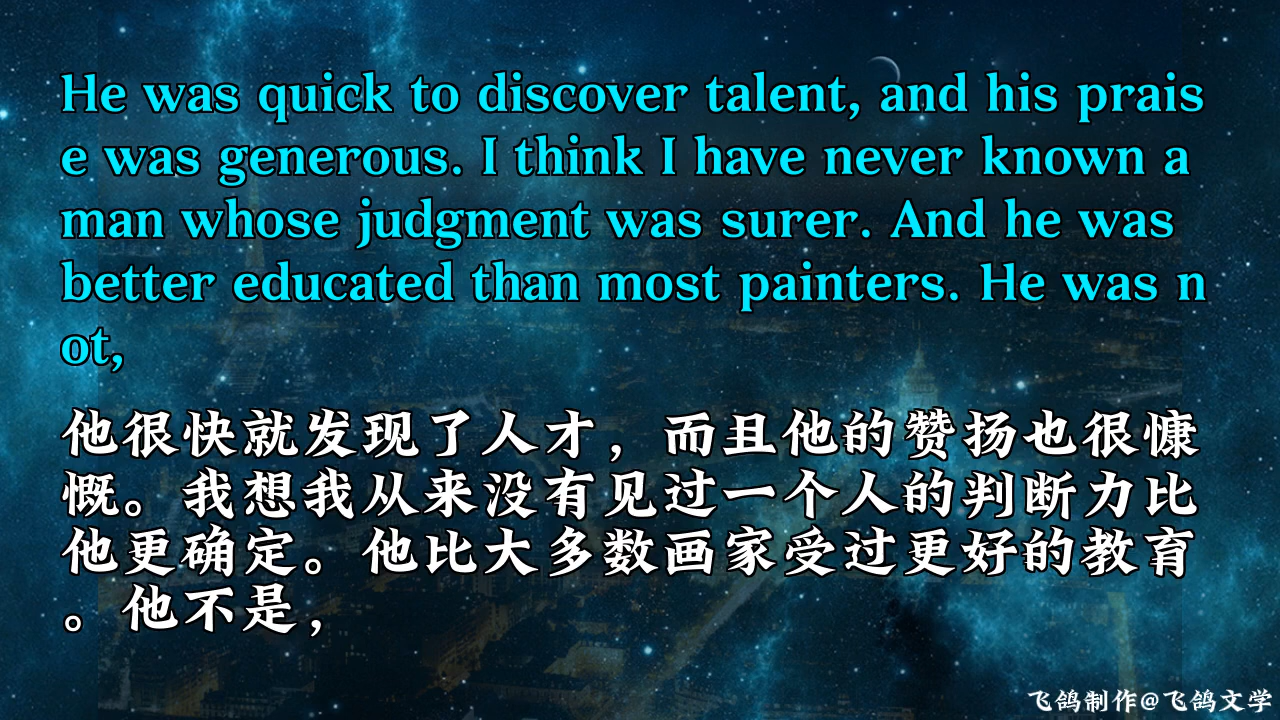 He was quick to discover talent, and his prais
e was generous. I think I have never known a
man whose judgment was surer. And he was
better educated than most painters. He was n
ot,
他很快就发现了人才，而且他的赞扬也很慷
慨。我想我从来没有见过一个人的判断力比
他更确定。他比大多数画家受过更好的教育
。他不是，
飞鸽制作@飞鸽文学